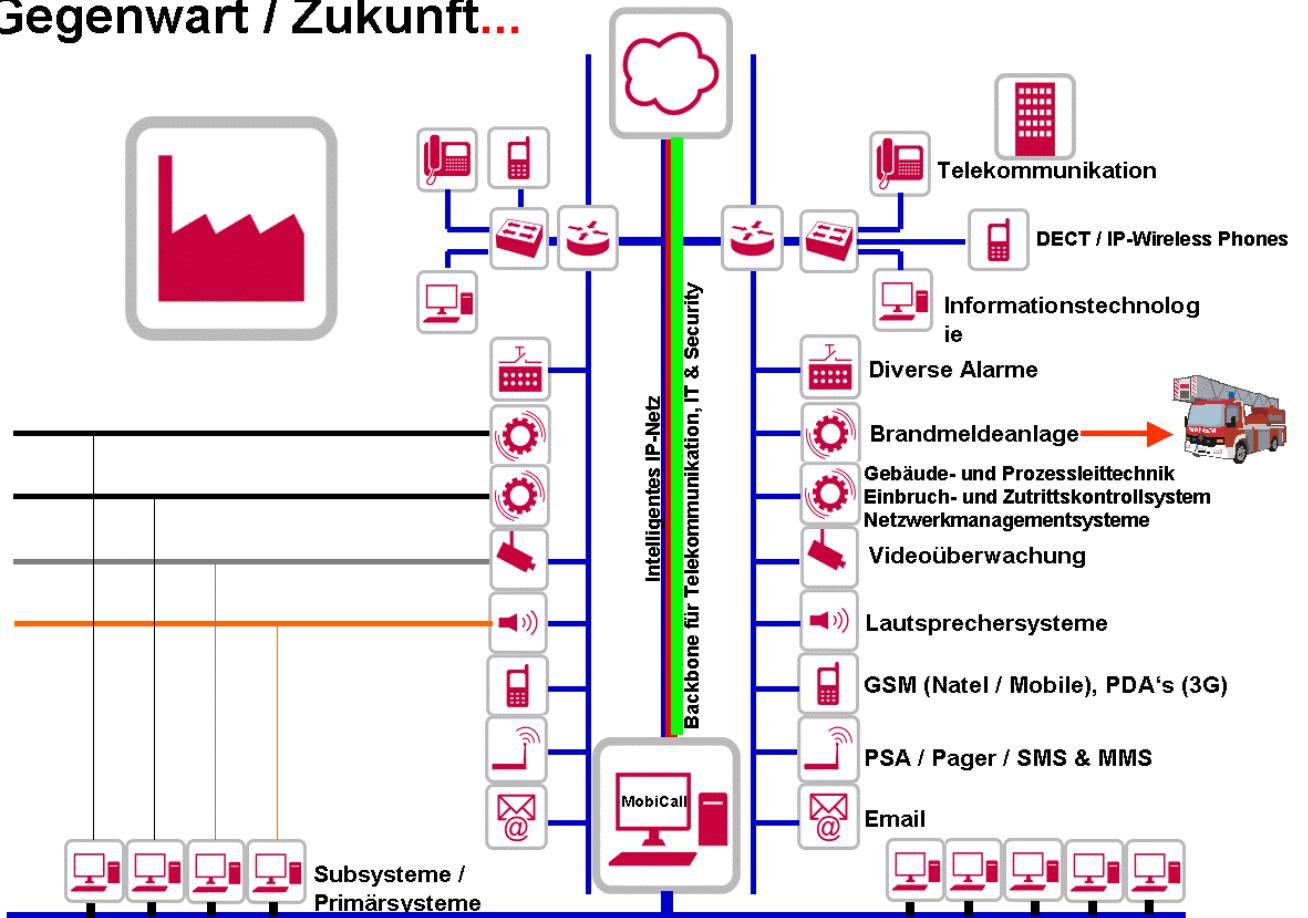 Gegenwart / Zukunft...
Telekommunikation
DECT / IP-Wireless Phones
Informationstechnolog
ie
Diverse Alarme
Brandmeldeanlage
Gebäude- und Prozessleittechnik
Einbruch- und Zutrittskontrollsystem
Netzwerkmanagementsysteme
Videoüberwachung
Lautsprechersysteme
GSM (Natel / Mobile), PDA‘s (3G)
PSA / Pager / SMS & MMS
Email
Intelligentes IP-Netz
Backbone für Telekommunikation, IT & Security
MobiCall
Subsysteme /
Primärsysteme